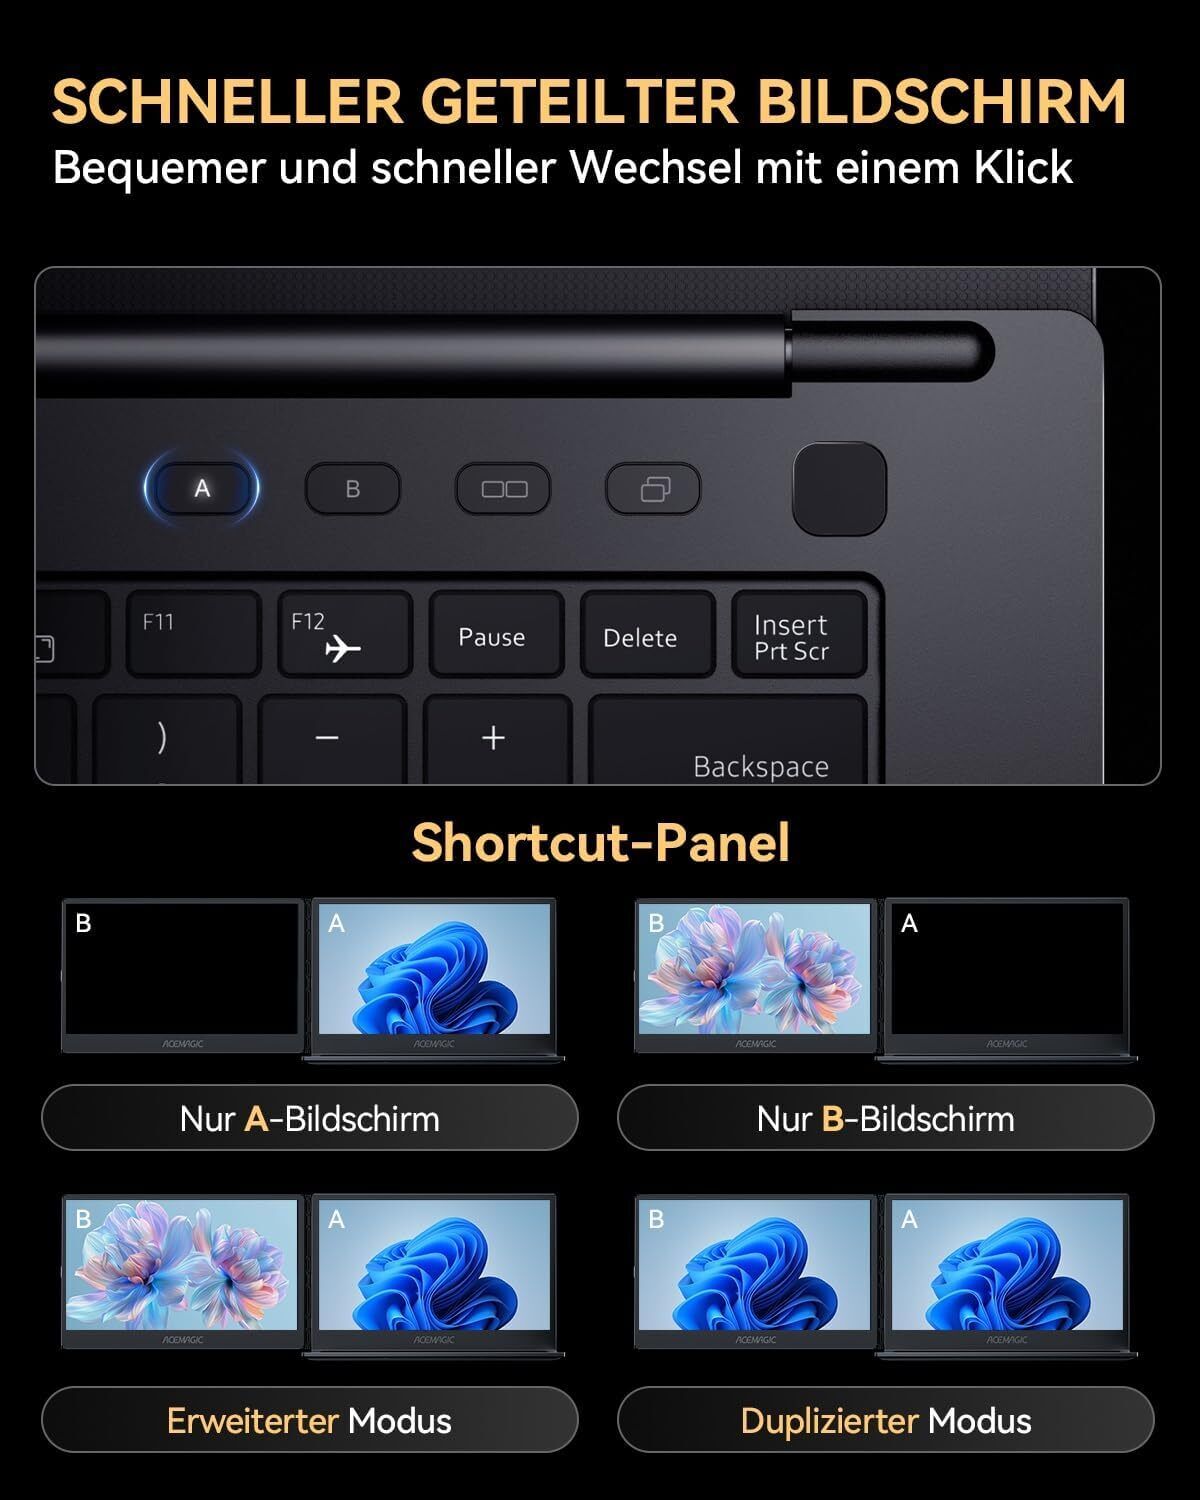 SCHNELLER GETEILTER BILDSCHIRM
Bequemer und schneller Wechsel mit einem Klick
A
B
F11
F12
Pause
Delete
Insert
Prt Scr
)
–
+
Backspace
Shortcut-Panel
B
A
ACEMAGIC
ACEMAGIC
B
A
ACEMAGIC
ACEMAGIC
Nur A-Bildschirm
Nur B-Bildschirm
B
A
ACEMAGIC
ACEMAGIC
B
A
ACEMAGIC
ACEMAGIC
Erweiterter Modus
Duplizierter Modus